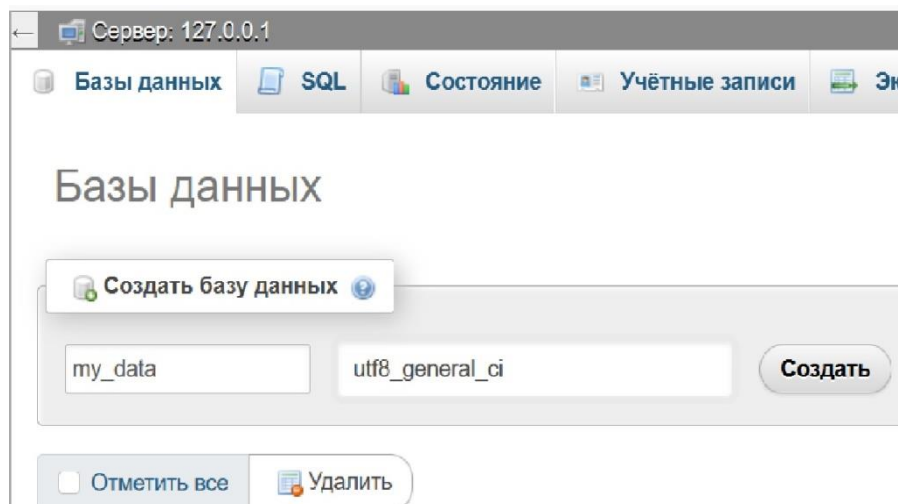 ← Сервер: 127.0.0.1
Базы данных SQL Состояние Учётные записи Эк
Базы данных
Создать базу данных
my_data utf8_general_ci Создать
Отметить все Удалить